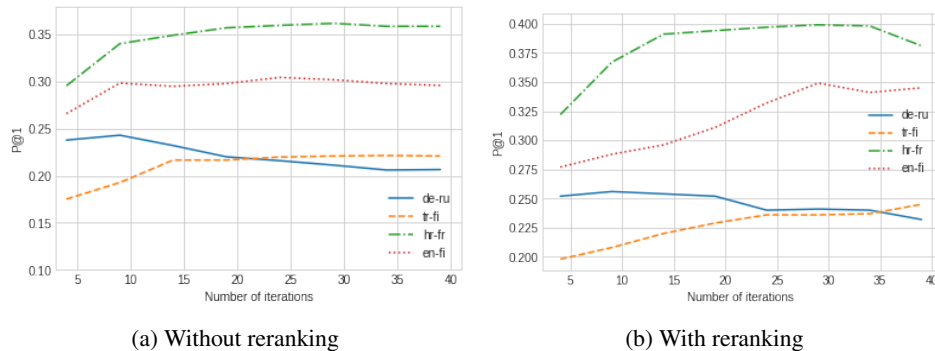 0.35
0.30
0.25
0.20
0.15
0.10
P@1
5 10 15 20 25 30 35 40
Number of iterations
de-ru
tr-fi
hr-fr
en-fi
(a) Without reranking
0.400
0.375
0.350
0.325
0.300
0.275
0.250
0.225
0.200
P@1
5 10 15 20 25 30 35 40
Number of iterations
de-ru
tr-fi
hr-fr
en-fi
(b) With reranking